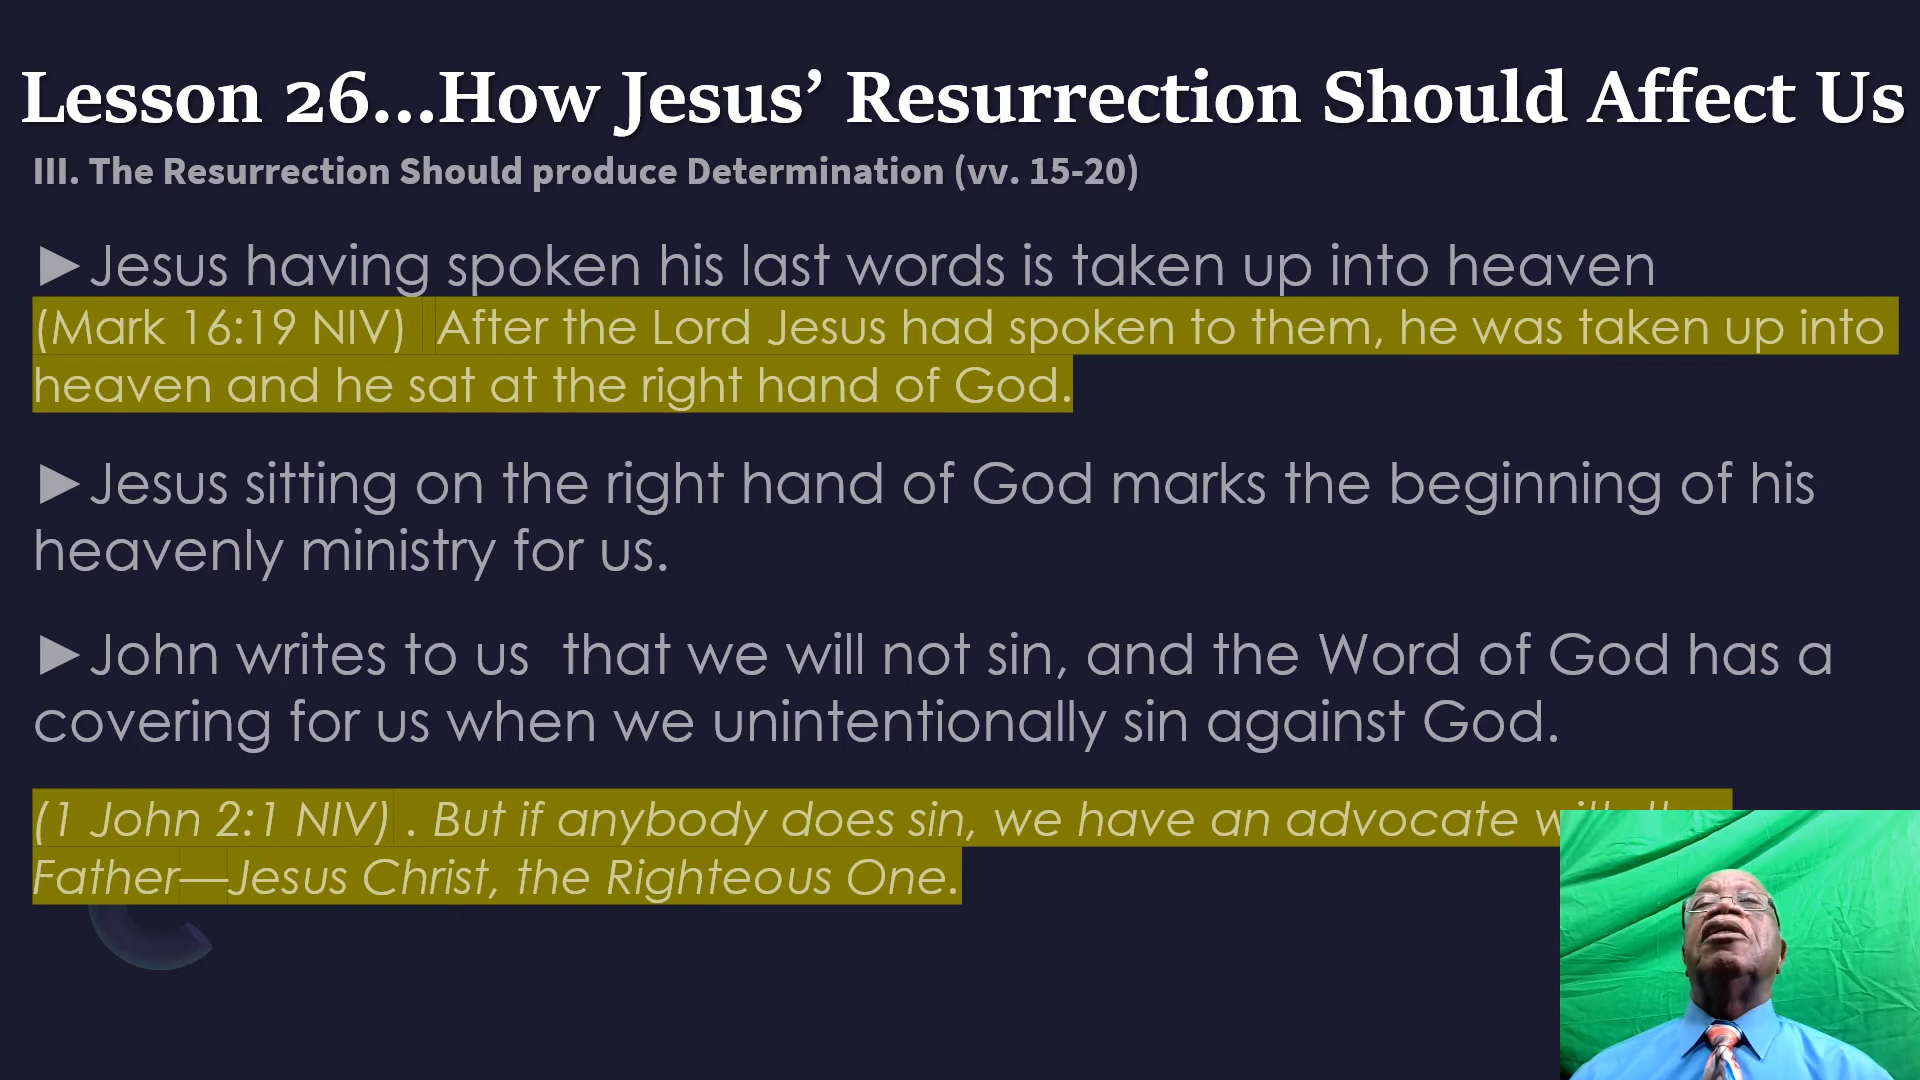 Lesson 26...How Jesus’ Resurrection Should Affect Us
III. The Resurrection Should produce Determination (vv. 15-20)
►Jesus having spoken his last words is taken up into heaven
(Mark 16:19 NIV) After the Lord Jesus had spoken to them, he was taken up into
heaven and he sat at the right hand of God.
►Jesus sitting on the right hand of God marks the beginning of his
heavenly ministry for us.
►John writes to us that we will not sin, and the Word of God has a
covering for us when we unintentionally sin against God.
(1 John 2:1 NIV) . But if anybody does sin, we have an advocate
Father—Jesus Christ, the Righteous One.